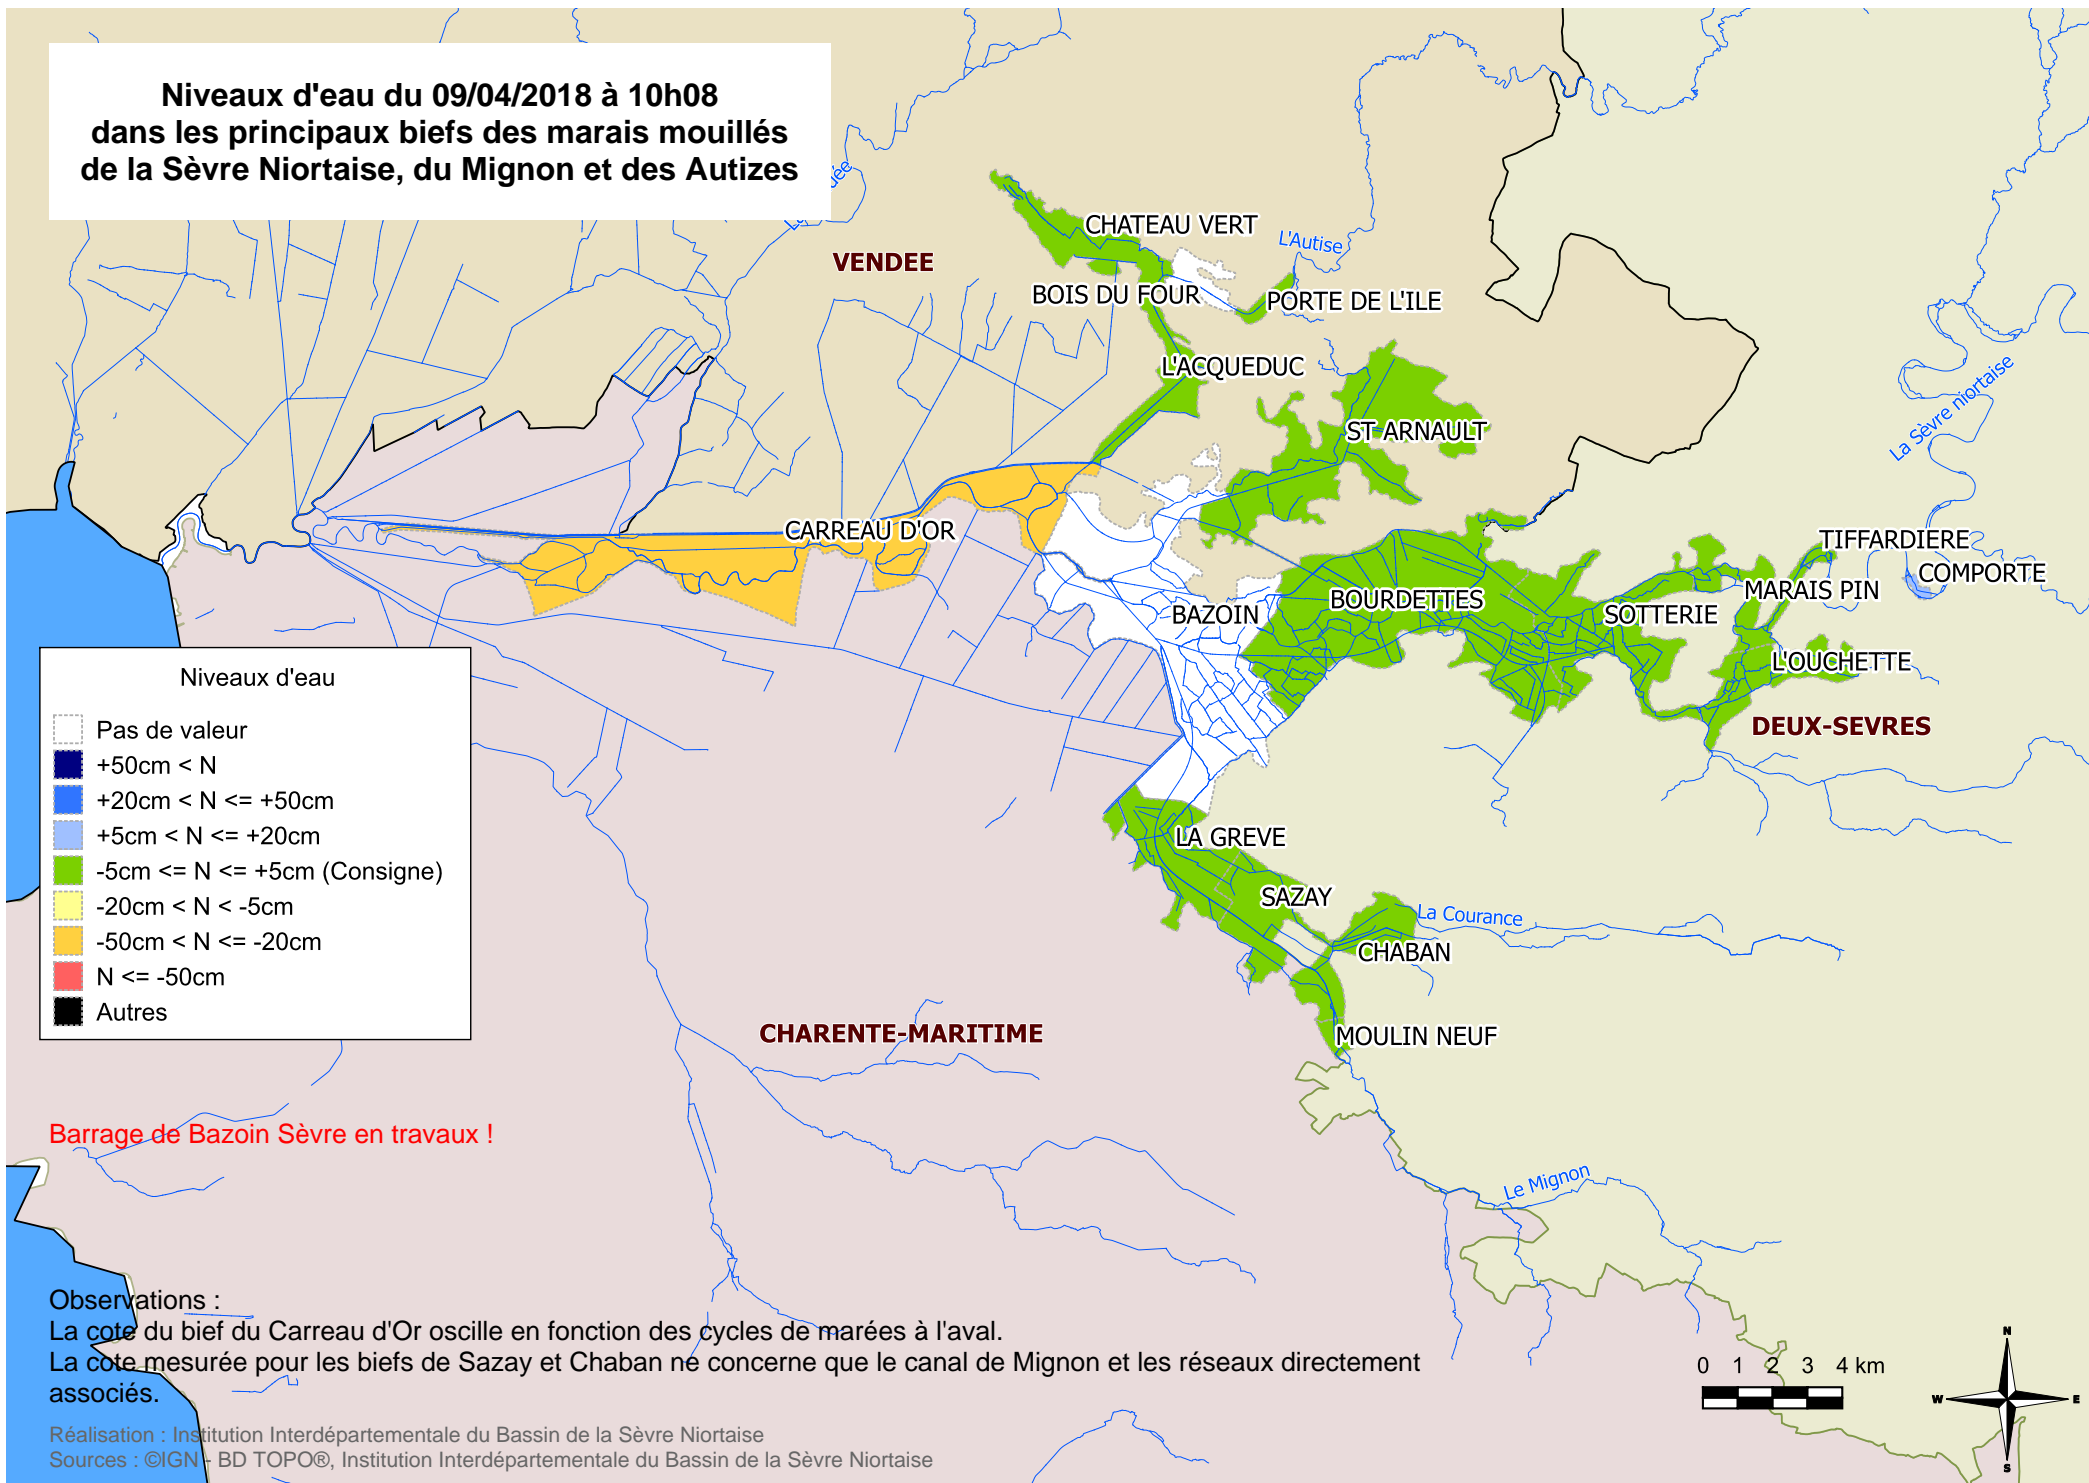 Niveaux d'eau du 09/04/2018 à 10h08
dans les principaux biefs des marais mouillés
de la Sèvre Niortaise, du Mignon et des Autizes
CHATEAU VERT
L'Autise
VENDEE
BOIS DU FOUR
PORTE DE L'ILE
L'ACQUEDUC
La Sèvre niortaise
ST ARNAULT
CARREAU D'OR
TIFFARDIERE
COMPORTE
MARAIS PIN
BOURDETTES
SOTTERIE
BAZOIN
L'OUCHETTE
DEUX-SEVRES
Niveaux d'eau
Pas de valeur
+50cm < N
+20cm < N <= +50cm
+5cm < N <= +20cm
-5cm <= N <= +5cm (Consigne)
-20cm < N < -5cm
-50cm < N <= -20cm
N <= -50cm
Autres
LA GREVE
SAZAY
La Courance
CHABAN
CHARENTE-MARITIME
MOULIN NEUF
Barrage de Bazoin Sèvre en travaux !
Le Mignon
Observations :
La cote du bief du Carreau d'Or oscille en fonction des cycles de marées à l'aval.
La cote mesurée pour les biefs de Sazay et Chaban ne concerne que le canal de Mignon et les réseaux directement
associés.
0 1 2 3 4 km
N
W E
S
Réalisation : Institution Interdépartementale du Bassin de la Sèvre Niortaise
Sources : ©IGN - BD TOPO®, Institution Interdépartementale du Bassin de la Sèvre Niortaise